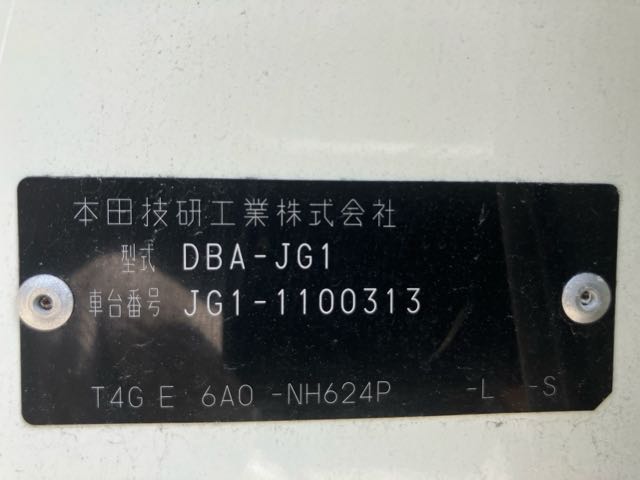 本田技研工業株式会社
型式 DBA-JG1
車台番号 JG1-1100313
T4G E 6A0 -NH624P -L -S